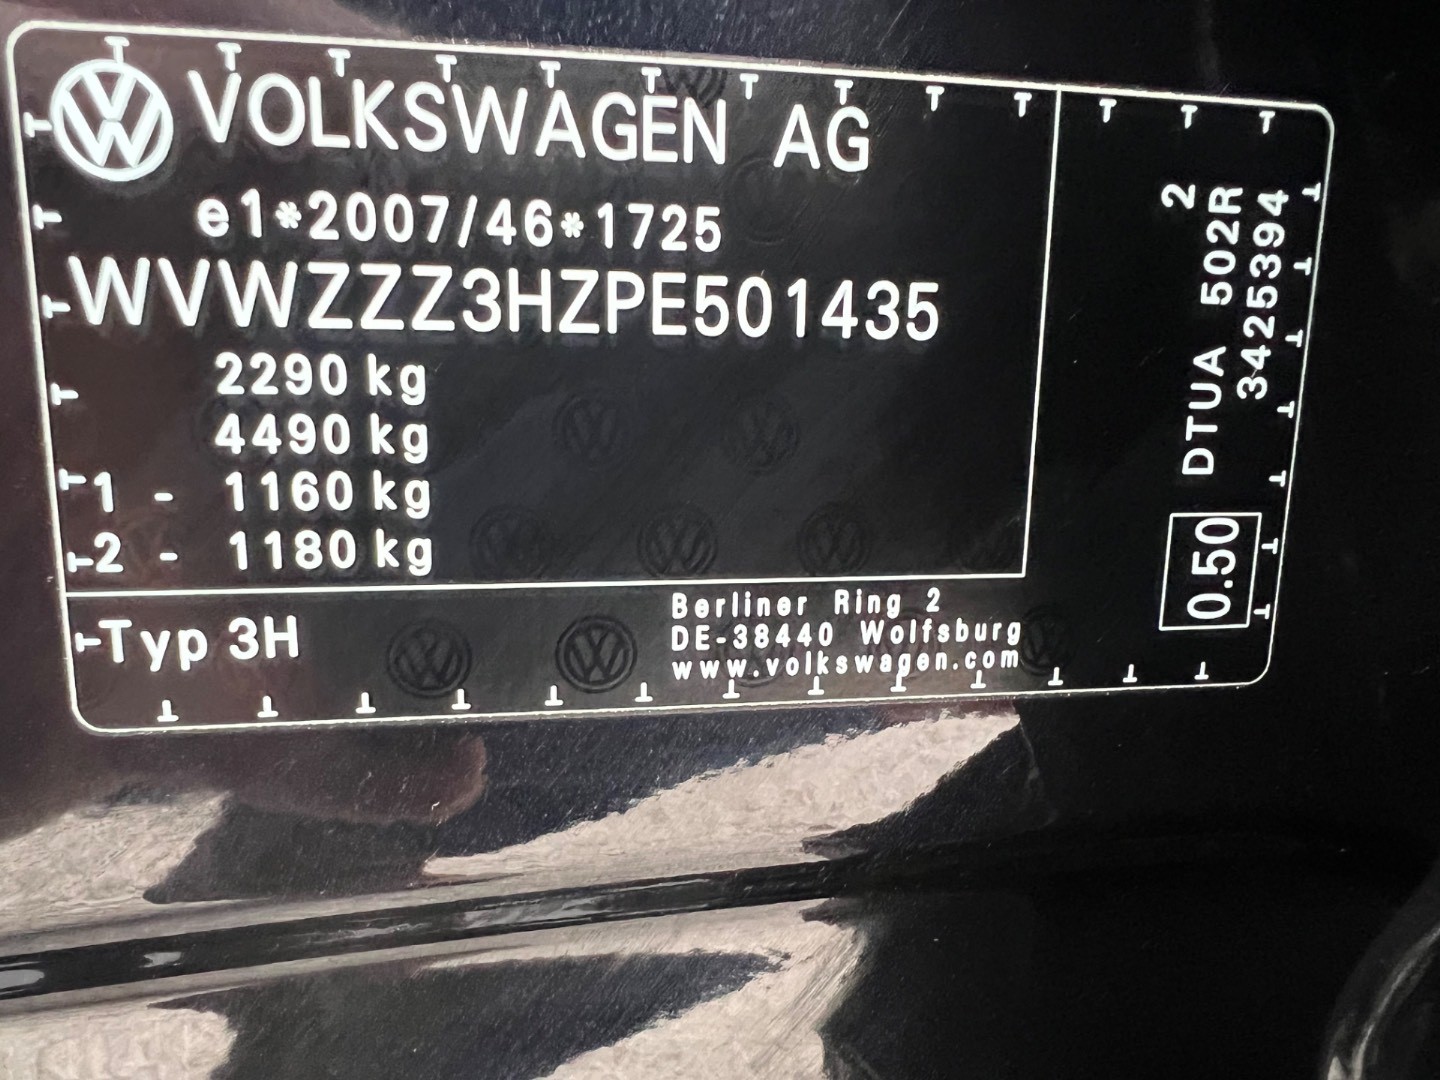 VOLKSWAGEN AG
e1*2007/46*1725
WVWZZZ3HZPE501435
2290 kg
4490 kg
1 - 1160 kg
2 - 1180 kg
Typ 3H
Berliner Ring 2
DE-38440 Wolfsburg
www.volkswagen.com
2
0.50 DTUA 502R
3425394